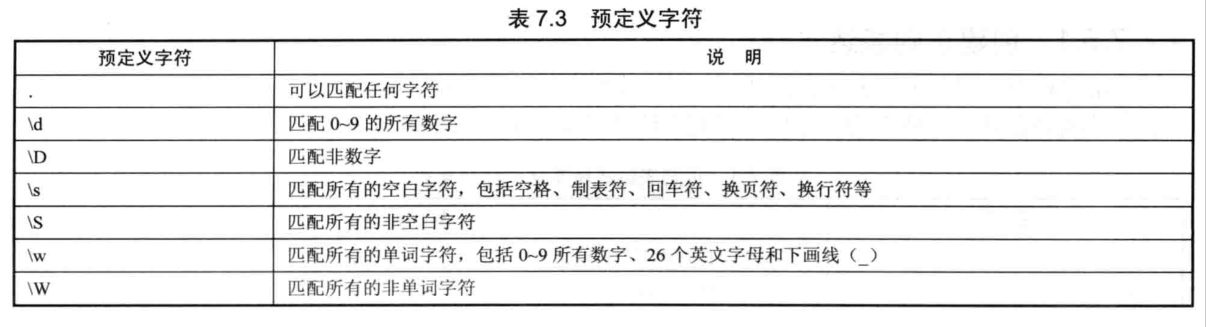 表 7.3 预定义字符
预定义字符 说 明
. 可以匹配任何字符
\d 匹配 0~9 的所有数字
\D 匹配非数字
\s 匹配所有的空白字符，包括空格、制表符、回车符、换页符、换行符等
\S 匹配所有的非空白字符
\w 匹配所有的单词字符，包括 0~9 所有数字、26 个英文字母和下画线（_）
\W 匹配所有的非单词字符